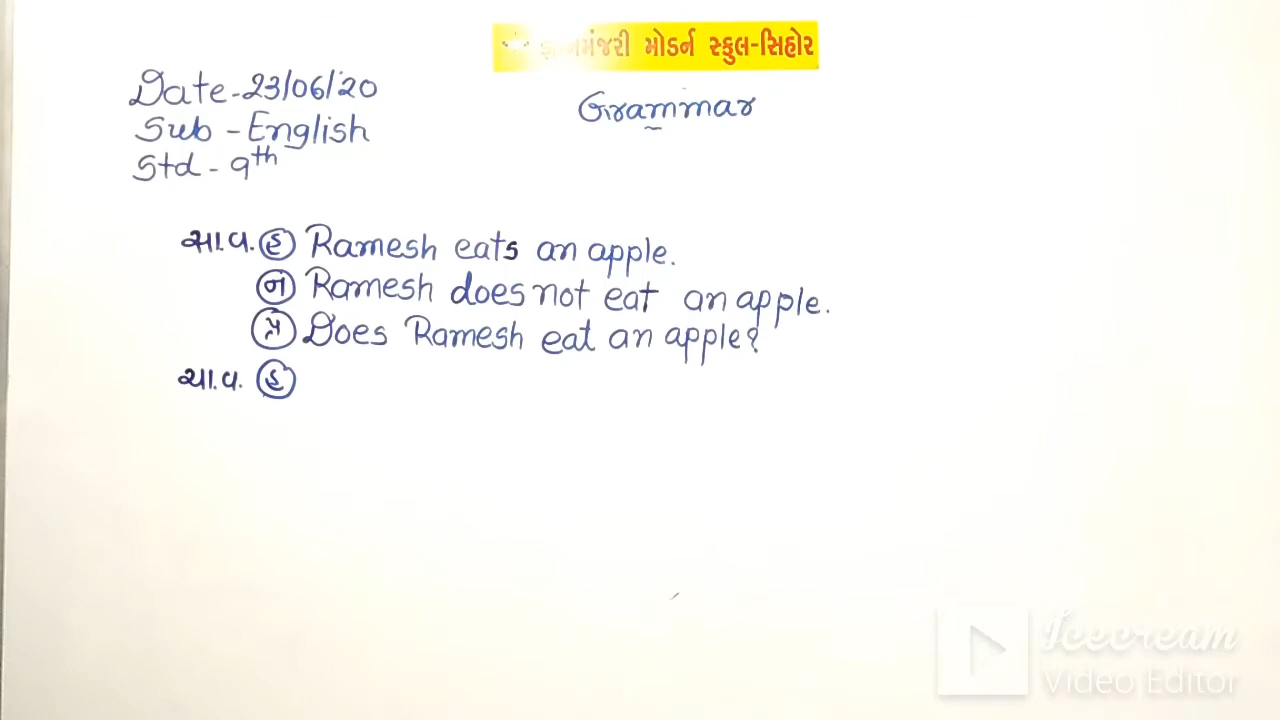 મોડર્ન સ્કુલ-સિહોર
Date-23/06/20
Grammar
Sub-English
Std-9th
સા.વ. હ Ramesh eats an apple.
ન Ramesh does not eat an apple.
પ્ર Does Ramesh eat an apple?
ચા.વ. હ
Icecream
Video Editor